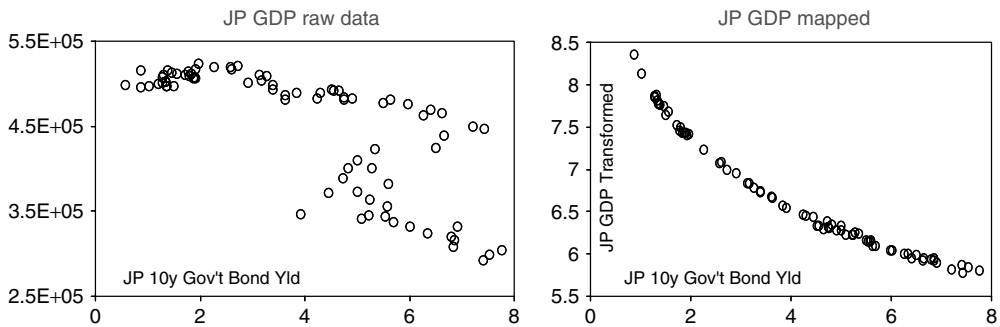 JP GDP raw data
5.5E+05
4.5E+05
3.5E+05
2.5E+05
JP 10y Gov't Bond Yld
0 2 4 6 8
JP GDP mapped
8.5
8
7.5
7
6.5
6
5.5
JP GDP Transformed
JP 10y Gov't Bond Yld
0 2 4 6 8